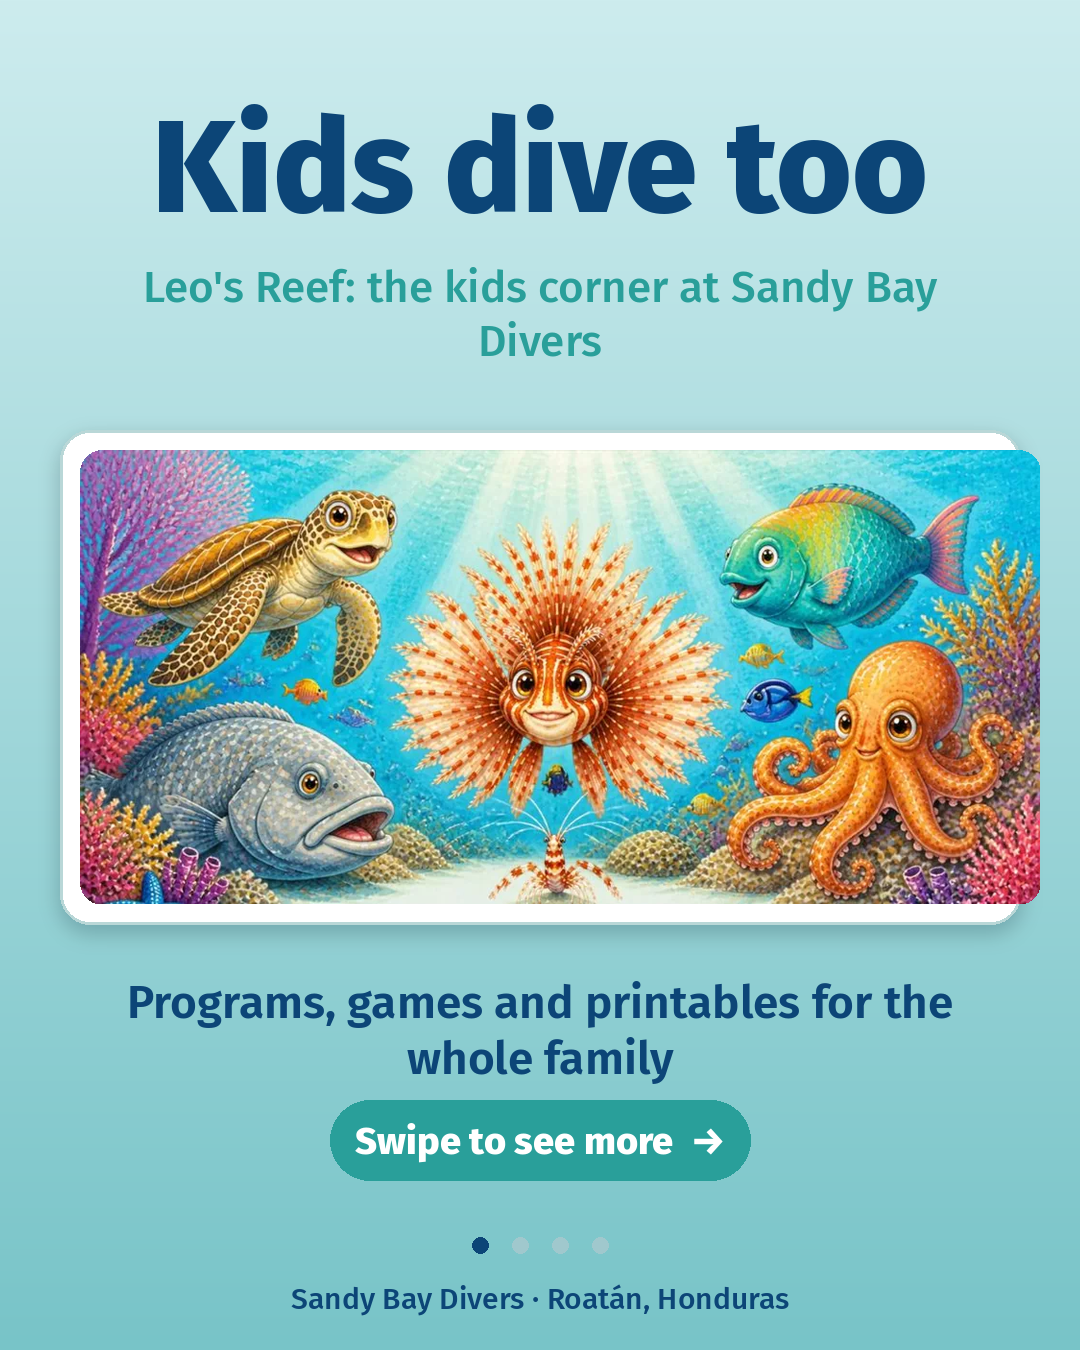 Kids dive too
Leo's Reef: the kids corner at Sandy Bay
Divers
Programs, games and printables for the
whole family
Swipe to see more →
Sandy Bay Divers · Roatán, Honduras